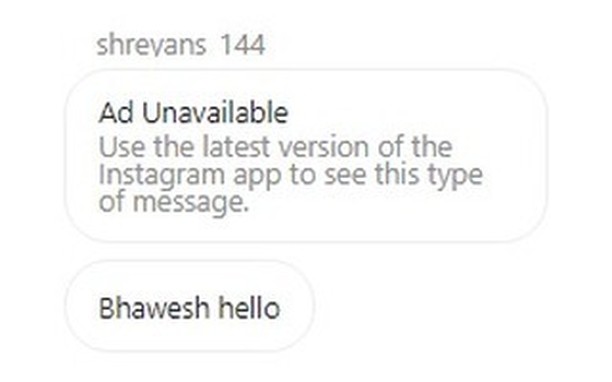 shreyans_144
Ad Unavailable
Use the latest version of the
Instagram app to see this type
of message.
Bhawesh hello